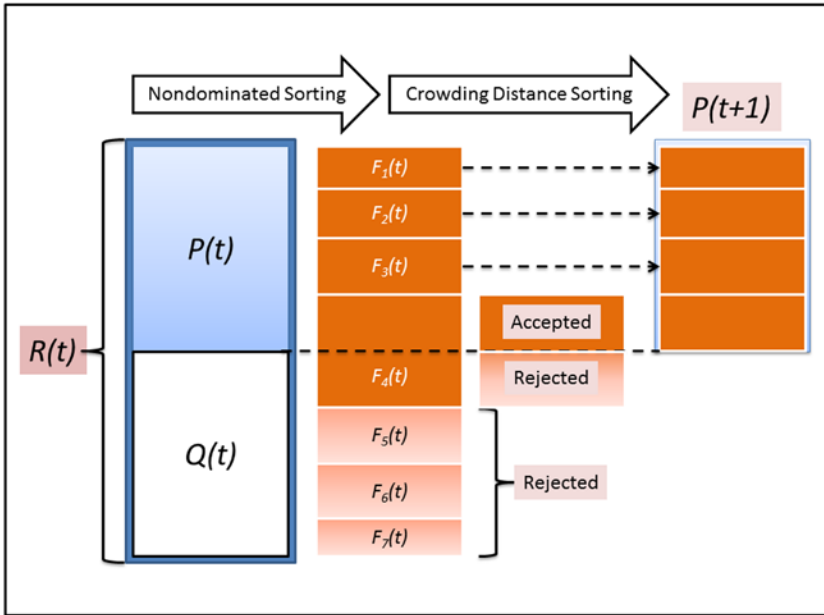 Nondominated Sorting
Crowding Distance Sorting
P(t+1)
R(t)
P(t)
Q(t)
F₁(t)
F₂(t)
F₃(t)
F₄(t)
F₅(t)
F₆(t)
F₇(t)
Accepted
Rejected
Rejected